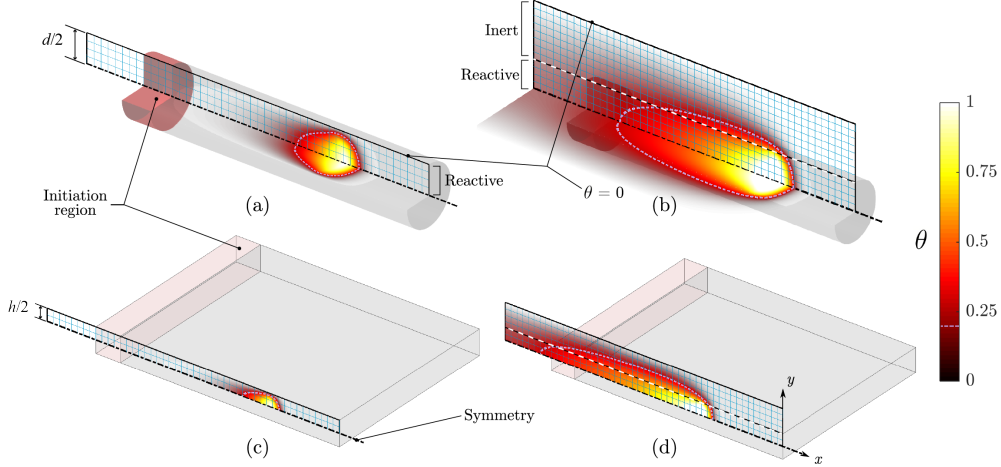 d/2
Inert
Reactive
1
0.75
θ
0.5
0.25
0
Initiation
region
Reactive
θ = 0
(a)
(b)
h/2
y
Symmetry
x
(c)
(d)